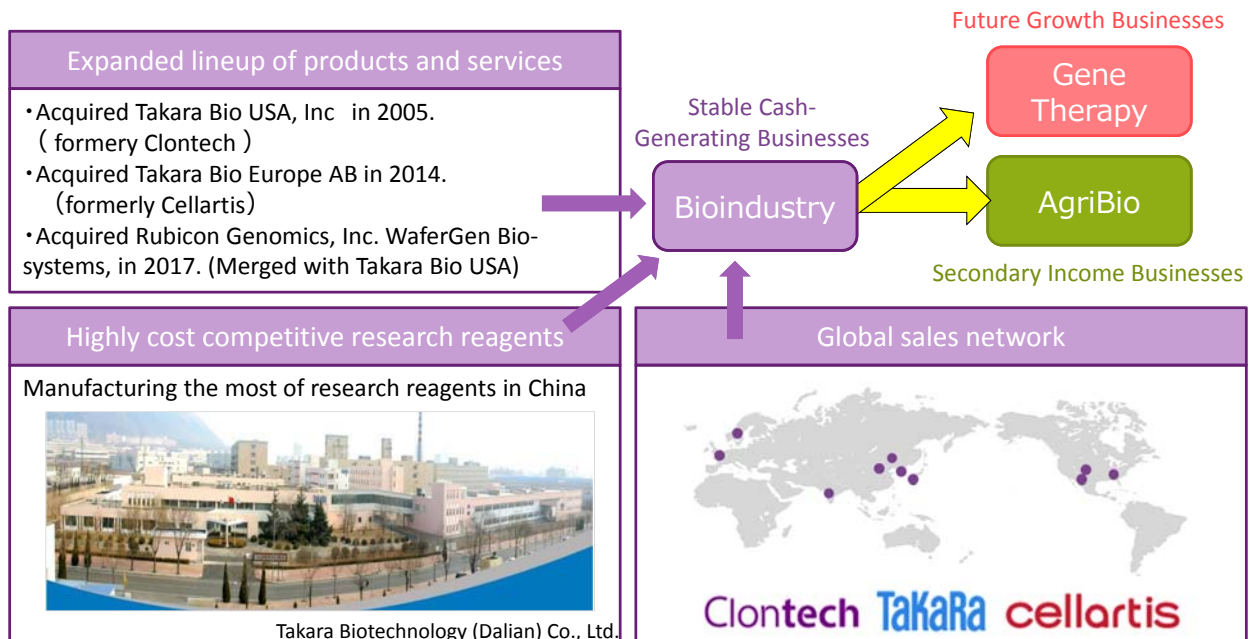 Expanded lineup of products and services
・Acquired Takara Bio USA, Inc in 2005.
( formery Clontech )
・Acquired Takara Bio Europe AB in 2014.
(formerly Cellartis)
・Acquired Rubicon Genomics, Inc. WaferGen Bio-
systems, in 2017. (Merged with Takara Bio USA)
Stable Cash-
Generating Businesses
Bioindustry
Future Growth Businesses
Gene
Therapy
AgriBio
Secondary Income Businesses
Highly cost competitive research reagents
Manufacturing the most of research reagents in China
Takara Biotechnology (Dalian) Co., Ltd.
Global sales network
Clontech TaKaRa cellartis